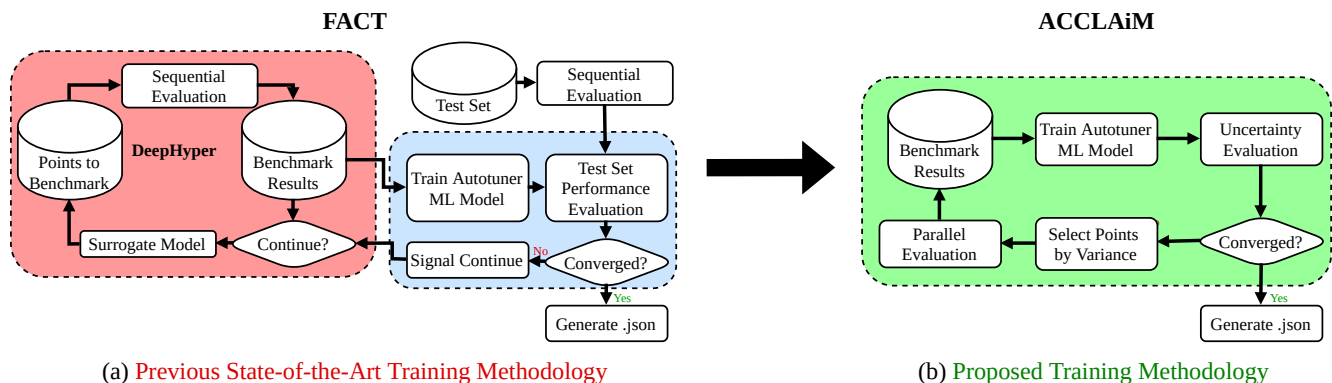 FACT
Sequential
Evaluation
Points to
Benchmark
DeepHyper
Benchmark
Results
Surrogate Model
Continue?
Test Set
Sequential
Evaluation
Train Autotuner
ML Model
Test Set
Performance
Evaluation
Signal Continue
No
Converged?
Yes
Generate .json
(a) Previous State-of-the-Art Training Methodology
ACCLAiM
Benchmark
Results
Train Autotuner
ML Model
Uncertainty
Evaluation
Parallel
Evaluation
Select Points
by Variance
Converged?
Yes
Generate .json
(b) Proposed Training Methodology